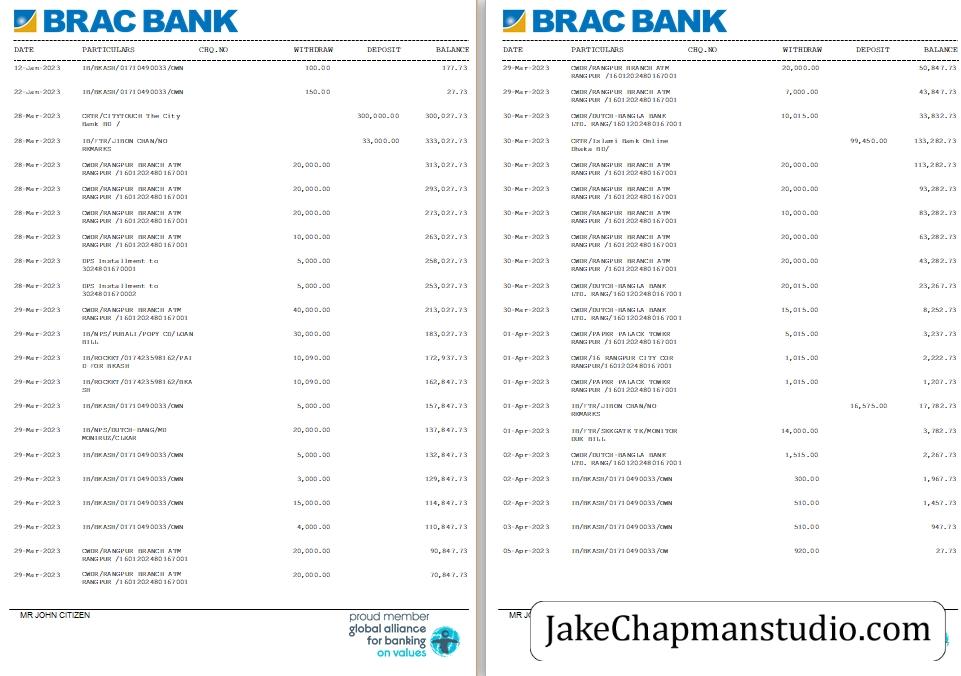 BRAC BANK
DATE PARTICULARS CHQ.NO WITHDRAW DEPOSIT BALANCE
12-Jan-2023 IB/BKASH/01710490033/OWN 100.00 177.73
22-Jan-2023 IB/BKASH/01710490033/OWN 150.00 27.73
28-Mar-2023 CRTR/CITYTOUCH The City 300,000.00 300,027.73
Bank BD /
28-Mar-2023 IB/FTR/JIBON CHAN/NO 33,000.00 333,027.73
REMARKS
28-Mar-2023 CWDR/RANGPUR BRANCH ATM 20,000.00 313,027.73
RANGPUR /1601202480167001
28-Mar-2023 CWDR/RANGPUR BRANCH ATM 20,000.00 293,027.73
RANGPUR /1601202480167001
28-Mar-2023 CWDR/RANGPUR BRANCH ATM 20,000.00 273,027.73
RANGPUR /1601202480167001
28-Mar-2023 CWDR/RANGPUR BRANCH ATM 10,000.00 263,027.73
RANGPUR /1601202480167001
28-Mar-2023 DPS Installment to 5,000.00 258,027.73
3024801670001
28-Mar-2023 DPS Installment to 5,000.00 253,027.73
3024801670002
29-Mar-2023 CWDR/RANGPUR BRANCH ATM 40,000.00 213,027.73
RANGPUR /1601202480167001
29-Mar-2023 IB/NPS/PUBALI/POPY CD/LOAN 30,000.00 183,027.73
BILL
29-Mar-2023 IB/ROCKET/017423598162/PAI 10,090.00 172,937.73
D FOR BKASH
29-Mar-2023 IB/ROCKET/017423598162/BKA 10,090.00 162,847.73
SH
29-Mar-2023 IB/BKASH/01710490033/OWN 5,000.00 157,847.73
29-Mar-2023 IB/NPS/DUTCH-BANG/MD 20,000.00 137,847.73
MONIRUZ/CLEAR
29-Mar-2023 IB/BKASH/01710490033/OWN 5,000.00 132,847.73
29-Mar-2023 IB/BKASH/01710490033/OWN 3,000.00 129,847.73
29-Mar-2023 IB/BKASH/01710490033/OWN 15,000.00 114,847.73
29-Mar-2023 IB/BKASH/01710490033/OWN 4,000.00 110,847.73
29-Mar-2023 CWDR/RANGPUR BRANCH ATM 20,000.00 90,847.73
RANGPUR /1601202480167001
29-Mar-2023 CWDR/RANGPUR BRANCH ATM 20,000.00 70,847.73
RANGPUR /1601202480167001
MR JOHN CITIZEN
proud member
global alliance
for banking
on values
BRAC BANK
DATE PARTICULARS CHQ.NO WITHDRAW DEPOSIT BALANCE
29-Mar-2023 CWDR/RANGPUR BRANCH ATM 20,000.00 50,847.73
RANGPUR /1601202480167001
29-Mar-2023 CWDR/RANGPUR BRANCH ATM 7,000.00 43,847.73
RANGPUR /1601202480167001
30-Mar-2023 CWDR/DUTCH-BANGLA BANK 10,015.00 33,832.73
LTD. RANG/1601202480167001
30-Mar-2023 CRTR/Islami Bank Online 99,450.00 133,282.73
Dhaka BD/
30-Mar-2023 CWDR/RANGPUR BRANCH ATM 20,000.00 113,282.73
RANGPUR /1601202480167001
30-Mar-2023 CWDR/RANGPUR BRANCH ATM 20,000.00 93,282.73
RANGPUR /1601202480167001
30-Mar-2023 CWDR/RANGPUR BRANCH ATM 10,000.00 83,282.73
RANGPUR /1601202480167001
30-Mar-2023 CWDR/RANGPUR BRANCH ATM 20,000.00 63,282.73
RANGPUR /1601202480167001
30-Mar-2023 CWDR/RANGPUR BRANCH ATM 20,000.00 43,282.73
RANGPUR /1601202480167001
30-Mar-2023 CWDR/DUTCH-BANGLA BANK 20,015.00 23,267.73
LTD. RANG/1601202480167001
30-Mar-2023 CWDR/DUTCH-BANGLA BANK 15,015.00 8,252.73
LTD. RANG/1601202480167001
01-Apr-2023 CWDR/PAPER PALACE TOWER 5,015.00 3,237.73
RANGPUR /1601202480167001
01-Apr-2023 CWDR/16 RANGPUR CITY COR 1,015.00 2,222.73
RANGPUR/1601202480167001
01-Apr-2023 CWDR/PAPER PALACE TOWER 1,015.00 1,207.73
RANGPUR /1601202480167001
01-Apr-2023 IB/FTR/JIBON CHAN/NO 16,575.00 17,782.73
REMARKS
01-Apr-2023 IB/FTR/SKKGATE TK/MONITOR 14,000.00 3,782.73
DUE BILL
02-Apr-2023 CWDR/DUTCH-BANGLA BANK 1,515.00 2,267.73
LTD. RANG/1601202480167001
02-Apr-2023 IB/BKASH/01710490033/OWN 300.00 1,967.73
02-Apr-2023 IB/BKASH/01710490033/OWN 510.00 1,457.73
03-Apr-2023 IB/BKASH/01710490033/OWN 510.00 947.73
05-Apr-2023 IB/BKASH/01710490033/OW 920.00 27.73
JakeChapmanstudio.com